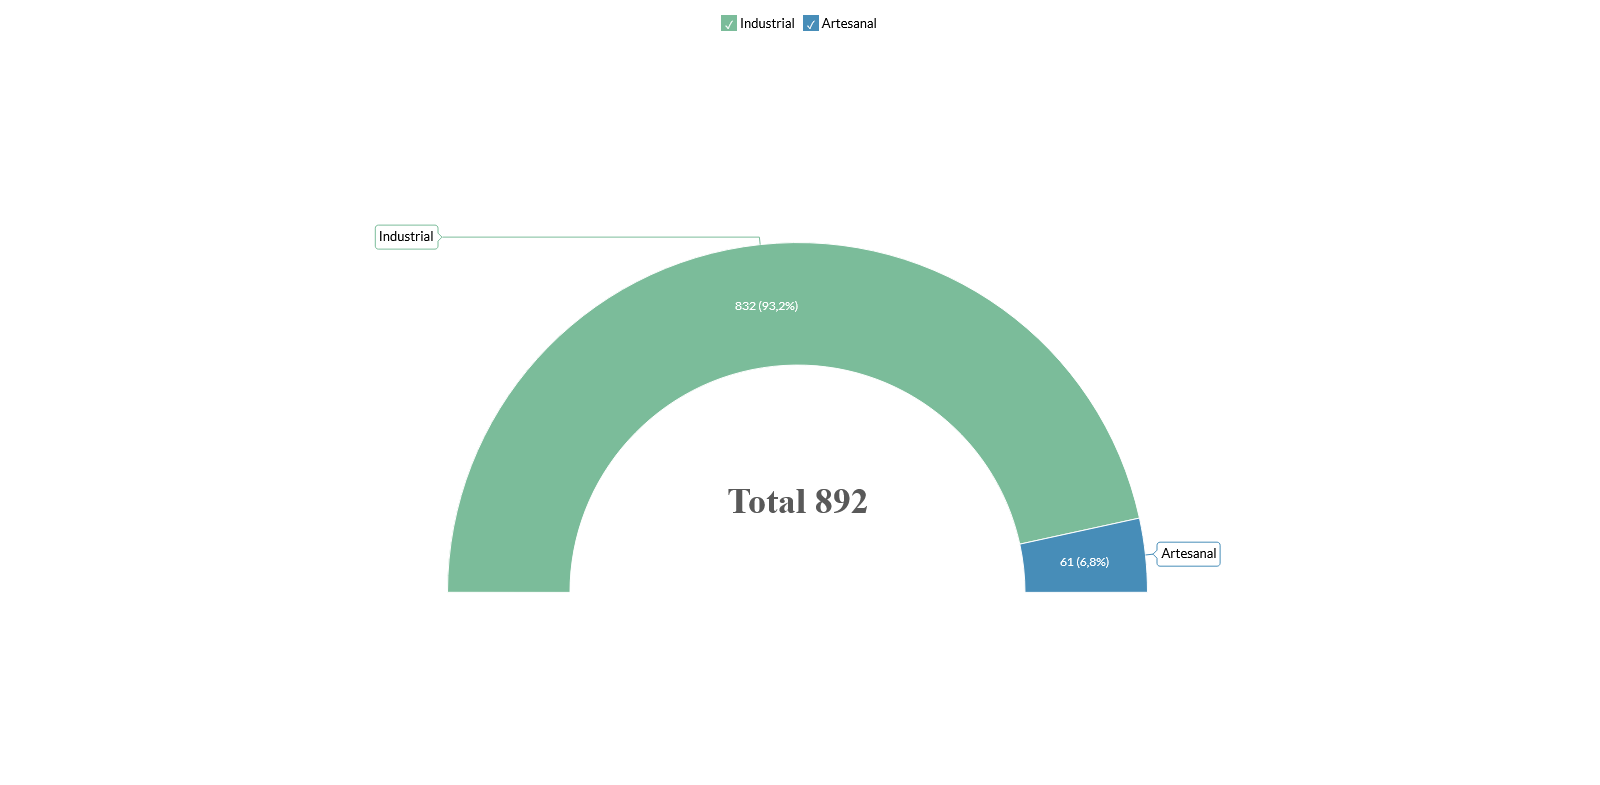 Industrial Artesanal
Industrial
832 (93,2%)
Total 892
Artesanal
61 (6,8%)